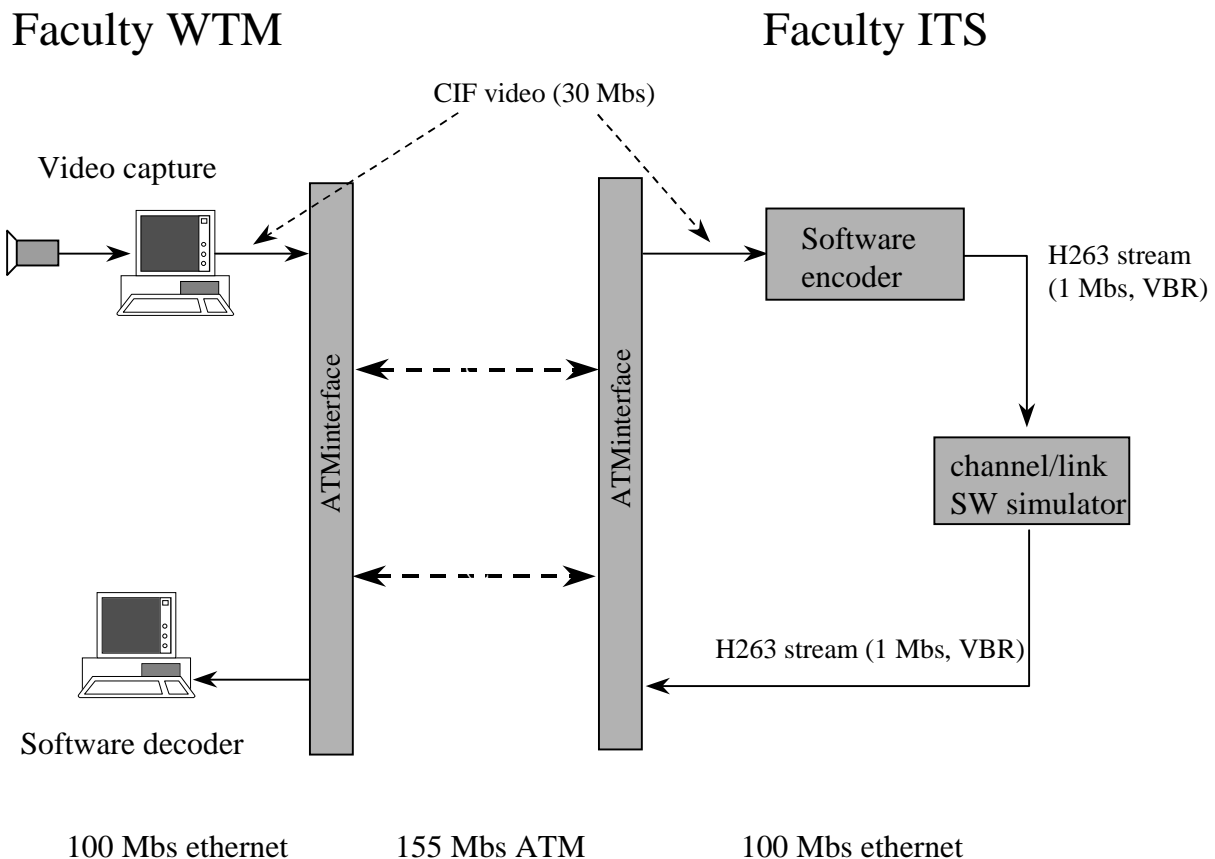 Faculty WTM
Faculty ITS
CIF video (30 Mbs)
Video capture
Software
encoder
H263 stream
(1 Mbs, VBR)
ATMinterface
ATMinterface
channel/link
SW simulator
H263 stream (1 Mbs, VBR)
Software decoder
100 Mbs ethernet
155 Mbs ATM
100 Mbs ethernet